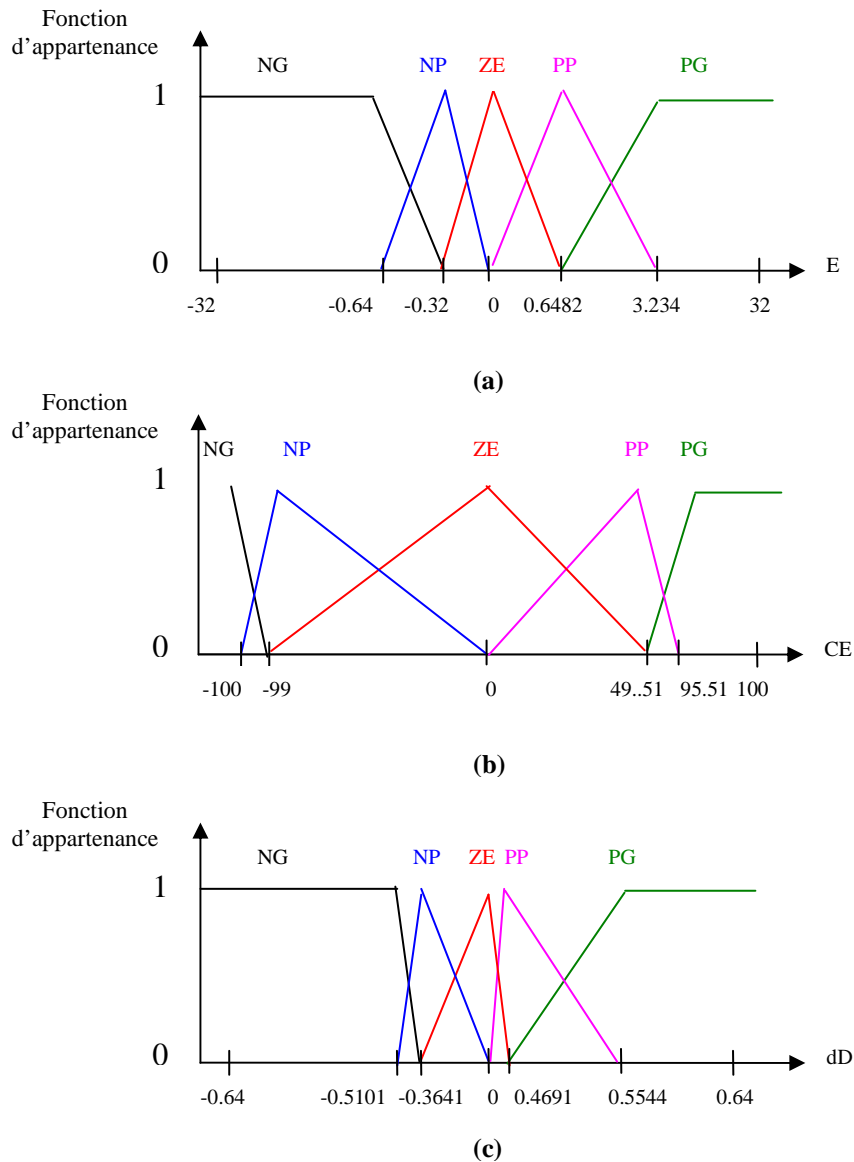 Fonction
d'appartenance
NG NP ZE PP PG
1
0
E
-32 -0.64 -0.32 0 0.6482 3.234 32
(a)
Fonction
d'appartenance
NG NP ZE PP PG
1
0
CE
-100 -99 0 49..51 95.51 100
(b)
Fonction
d'appartenance
NG NP ZE PP PG
1
0
dD
-0.64 -0.5101 -0.3641 0 0.4691 0.5544 0.64
(c)